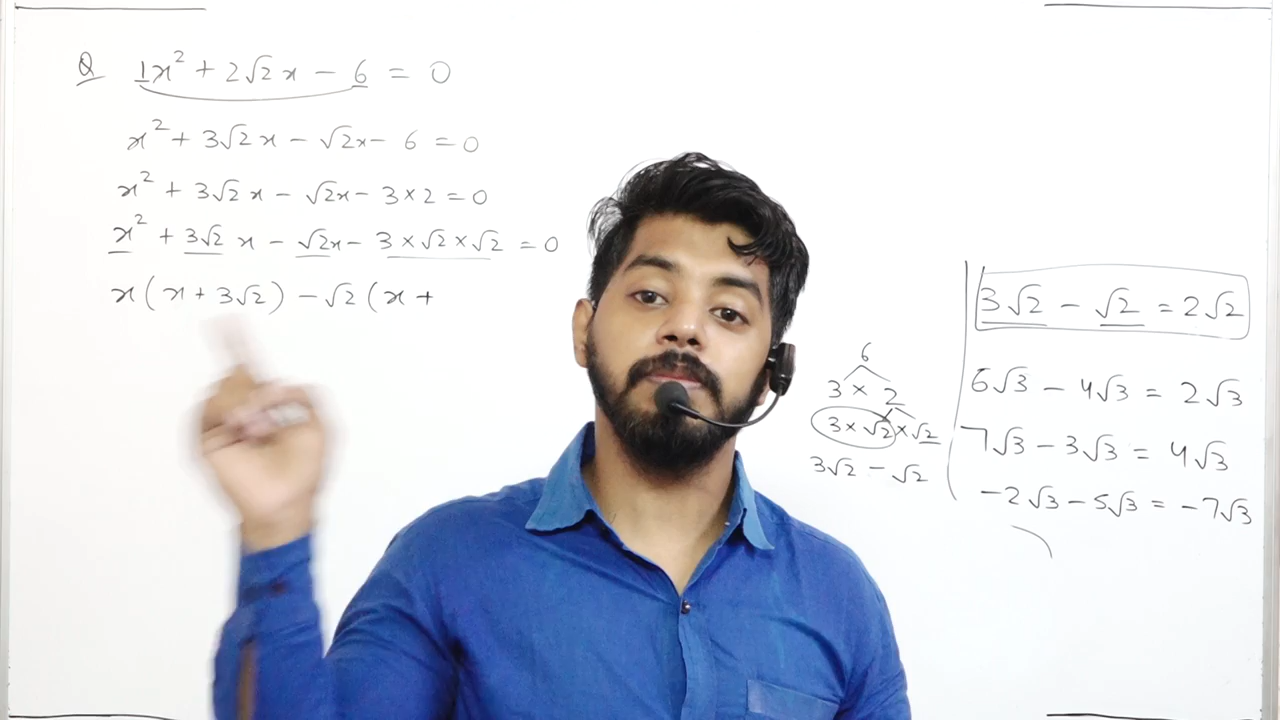 Q 1x² + 2√2 x - 6 = 0
x² + 3√2 x - √2x - 6 = 0
x² + 3√2 x - √2x - 3 × 2 = 0
x² + 3√2 x - √2x - 3 × √2 × √2 = 0
x (x + 3√2) - √2 (x +
6
3 × 2
3 × √2 × √2
3√2 - √2
3√2 - √2 = 2√2
6√3 - 4√3 = 2√3
7√3 - 3√3 = 4√3
-2√3 - 5√3 = -7√3